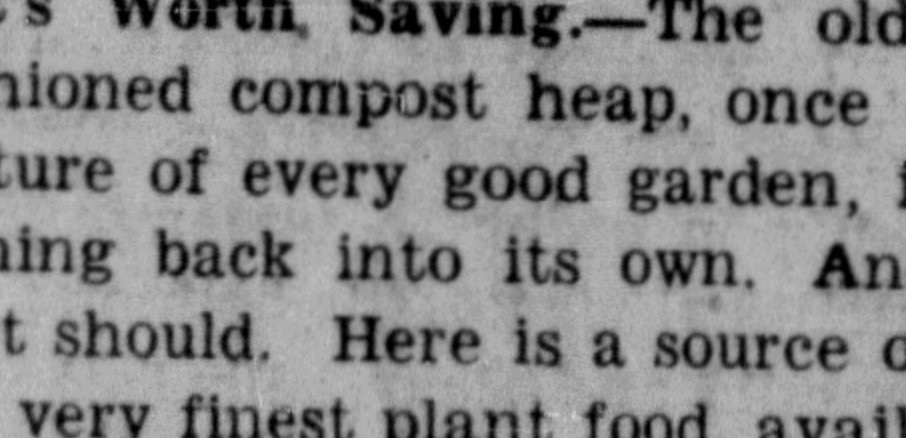 's Worth Saving.—The old
hioned compost heap, once
ture of every good garden,
ning back into its own. An
t should. Here is a source o
very finest plant food avail